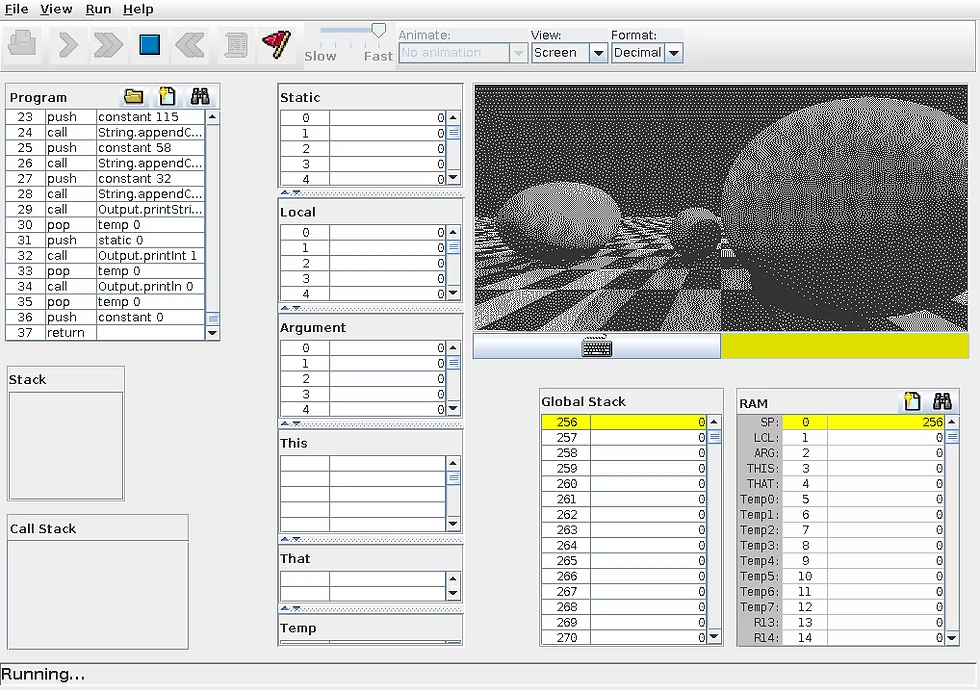 File View Run Help
Slow Fast
Animate:
No animation
View:
Screen
Format:
Decimal
Program
23 push constant 115
24 call String.appendC...
25 push constant 58
26 call String.appendC...
27 push constant 32
28 call String.appendC...
29 call Output.printStri...
30 pop temp 0
31 push static 0
32 call Output.printInt 1
33 pop temp 0
34 call Output.println 0
35 pop temp 0
36 push constant 0
37 return
Stack
Call Stack
Static
0 0
1 0
2 0
3 0
4 0
Local
0 0
1 0
2 0
3 0
4 0
Argument
0 0
1 0
2 0
3 0
4 0
This
That
Temp
Global Stack
256 0
257 0
258 0
259 0
260 0
261 0
262 0
263 0
264 0
265 0
266 0
267 0
268 0
269 0
270 0
RAM
SP: 0 256
LCL: 1 0
ARG: 2 0
THIS: 3 0
THAT: 4 0
Temp0: 5 0
Temp1: 6 0
Temp2: 7 0
Temp3: 8 0
Temp4: 9 0
Temp5: 10 0
Temp6: 11 0
Temp7: 12 0
R13: 13 0
R14: 14 0
Running...